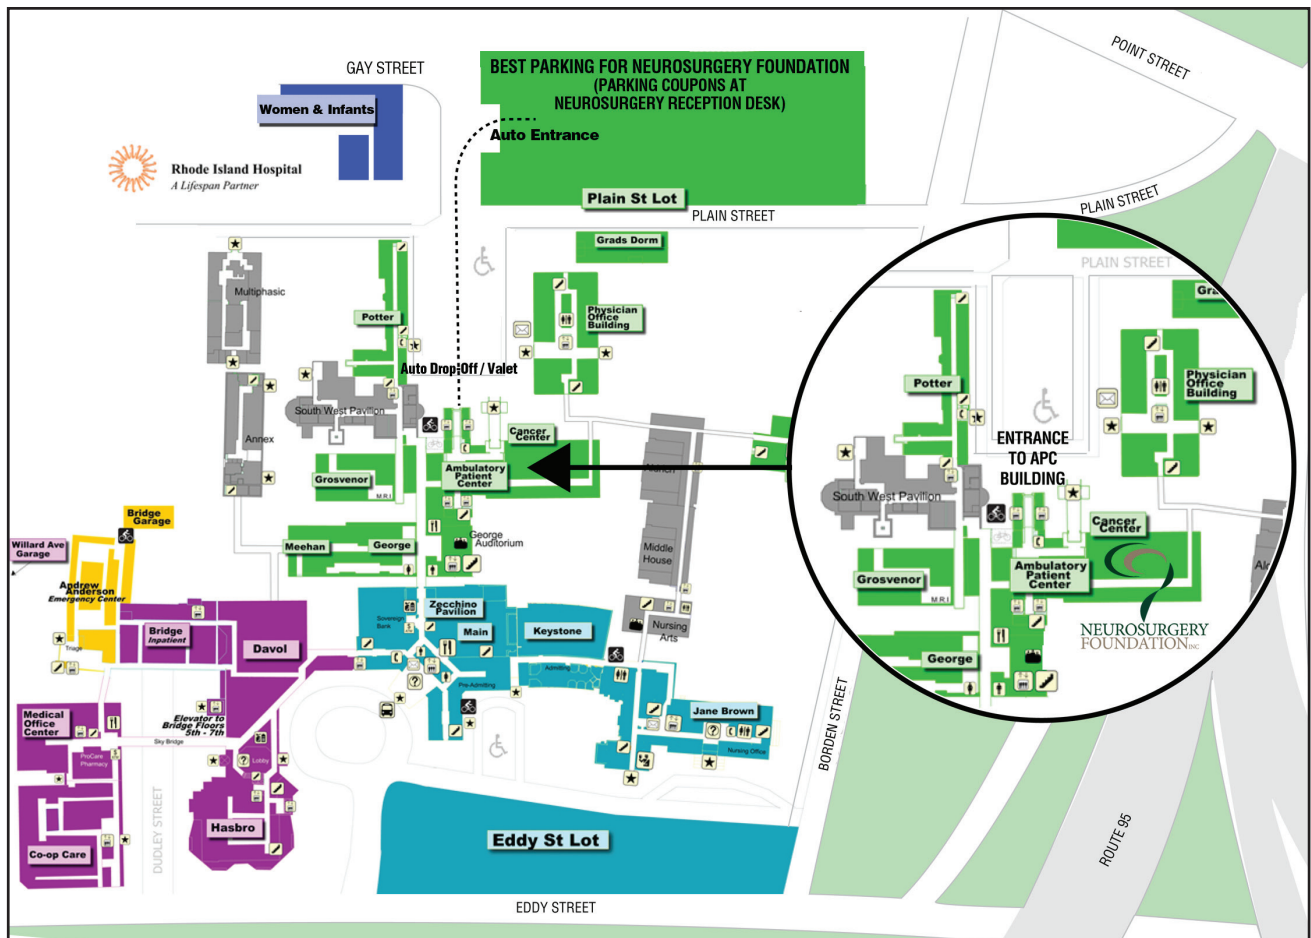 GAY STREET
BEST PARKING FOR NEUROSURGERY FOUNDATION
(PARKING COUPONS AT
NEUROSURGERY RECEPTION DESK)
Auto Entrance
Plain St Lot
POINT STREET
Women & Infants
Rhode Island Hospital
A Lifespan Partner
PLAIN STREET
PLAIN STREET
Grads Dorm
Multiphasic
Potter
Physician
Office
Building
Auto Drop-Off / Valet
South West Pavilion
Annex
Cancer
Center
Ambulatory
Patient
Center
Grosvenor
M.R.I
Meehan
George
George
Auditorium
Middle
House
Nursing
Arts
PLAIN STREET
Gra
Potter
Physician
Office
Building
ENTRANCE
TO APC
BUILDING
South West Pavilion
Cancer
Center
Ambulatory
Patient
Center
Grosvenor
M.R.I
George
Ald
NEUROSURGERY
FOUNDATION INC
Bridge
Garage
Willard Ave
Garage
Andrew
Anderson
Emergency Center
Triage
Bridge
Inpatient
Davol
Zecchino
Pavilion
Sovereign
Bank
Main
Keystone
Admitting
Pre-Admitting
Jane Brown
Nursing Office
Medical
Office
Center
Elevator to
Bridge Floors
5th - 7th
Sky Bridge
ProCare
Pharmacy
Lobby
Hasbro
Co-op Care
DUDLEY STREET
Eddy St Lot
BORDEN STREET
ROUTE 95
EDDY STREET